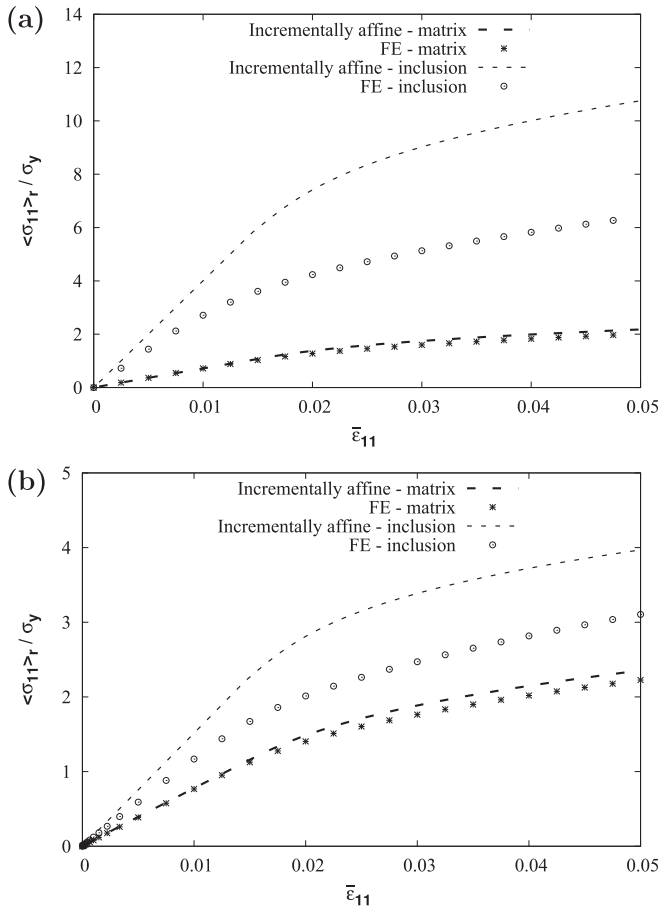 (a)
14
12
10
8
6
4
2
0
<σ11>r / σy
Incrementally affine - matrix
FE - matrix
Incrementally affine - inclusion
FE - inclusion
0 0.01 0.02 0.03 0.04 0.05
ε̅11
(b)
5
4
3
2
1
0
<σ11>r / σy
Incrementally affine - matrix
FE - matrix
Incrementally affine - inclusion
FE - inclusion
0 0.01 0.02 0.03 0.04 0.05
ε̅11